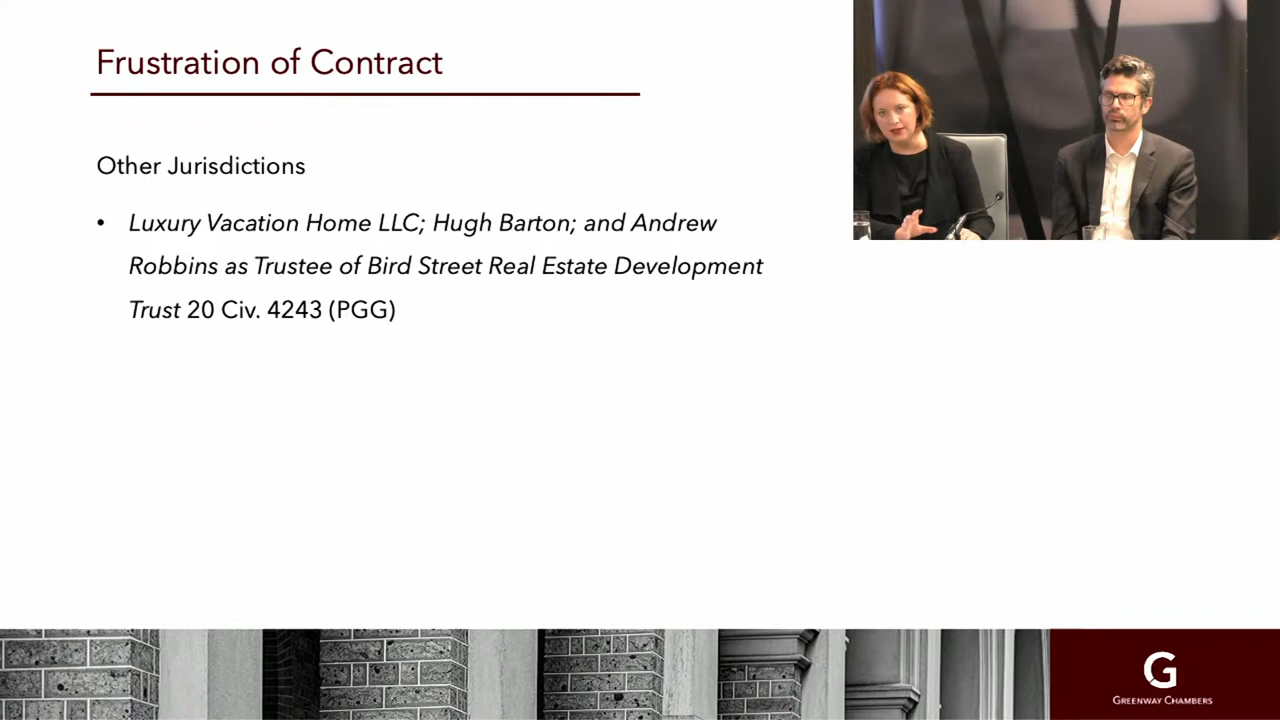 Frustration of Contract
Other Jurisdictions
• Luxury Vacation Home LLC; Hugh Barton; and Andrew
Robbins as Trustee of Bird Street Real Estate Development
Trust 20 Civ. 4243 (PGG)
G
GREENWAY CHAMBERS